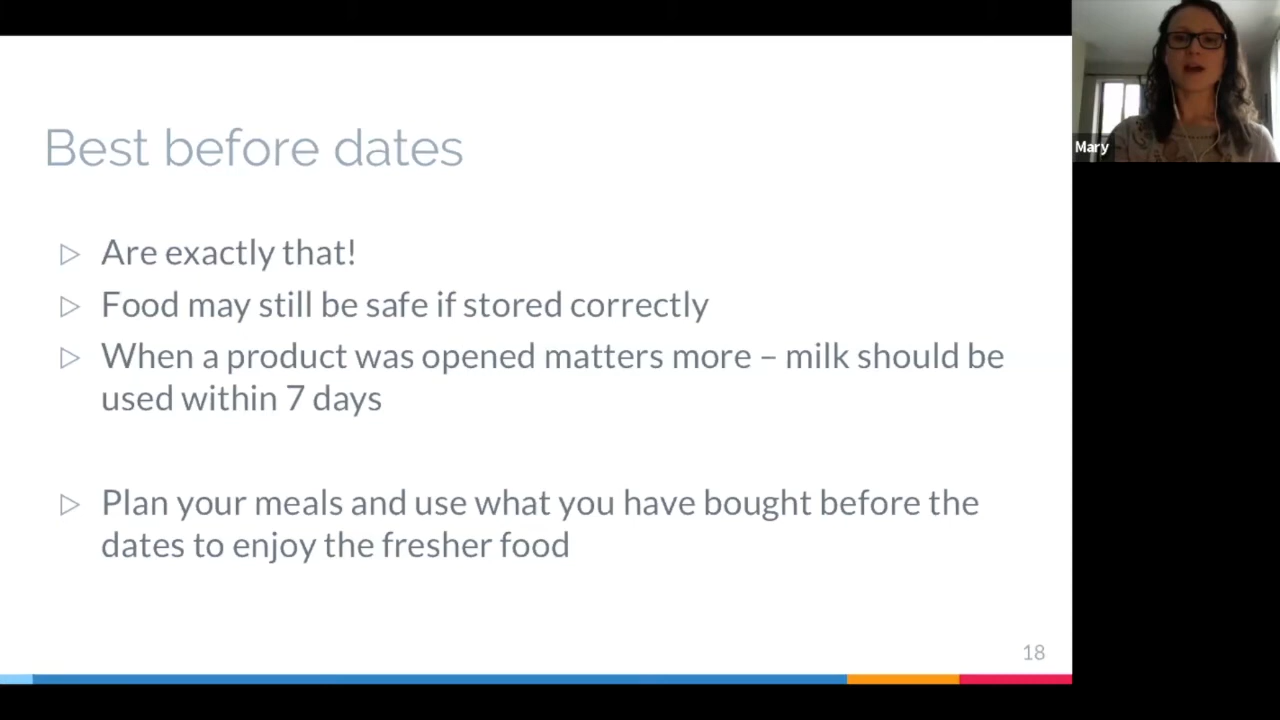 Best before dates
Are exactly that!
Food may still be safe if stored correctly
When a product was opened matters more – milk should be
used within 7 days
Plan your meals and use what you have bought before the
dates to enjoy the fresher food
18
Mary